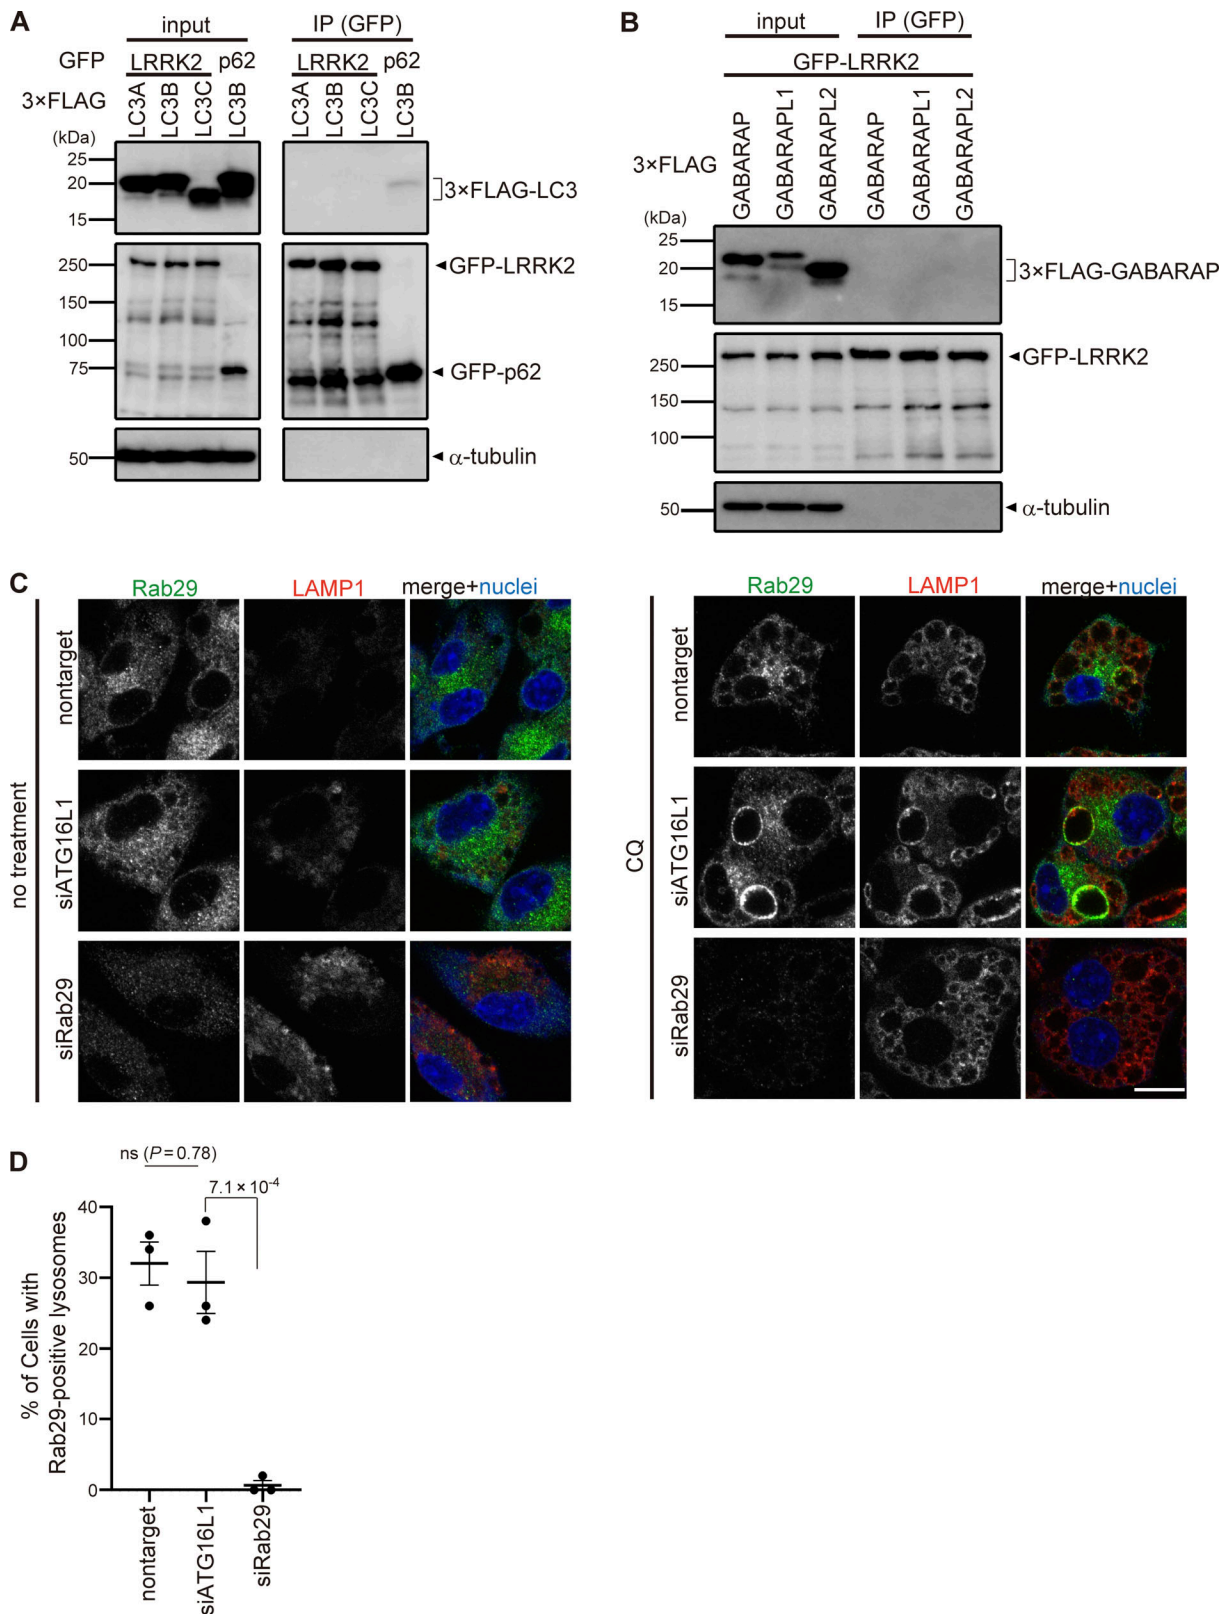 A
input
IP (GFP)
GFP
LRRK2
p62
LRRK2
p62
3×FLAG
LC3A
LC3B
LC3C
LC3B
LC3A
LC3B
LC3C
LC3B
(kDa)
25
20
15
3×FLAG-LC3
250
150
100
75
GFP-LRRK2
GFP-p62
50
α-tubulin
B
input
IP (GFP)
GFP-LRRK2
3×FLAG
GABARAP
GABARAPL1
GABARAPL2
GABARAP
GABARAPL1
GABARAPL2
(kDa)
25
20
15
3×FLAG-GABARAP
250
150
100
GFP-LRRK2
50
α-tubulin
C
Rab29
LAMP1
merge+nuclei
no treatment
nontarget
siATG16L1
siRab29
Rab29
LAMP1
merge+nuclei
CQ
nontarget
siATG16L1
siRab29
D
ns (P = 0.78)
7.1 × 10⁻⁴
% of Cells with
Rab29-positive lysosomes
40
30
20
10
0
nontarget
siATG16L1
siRab29